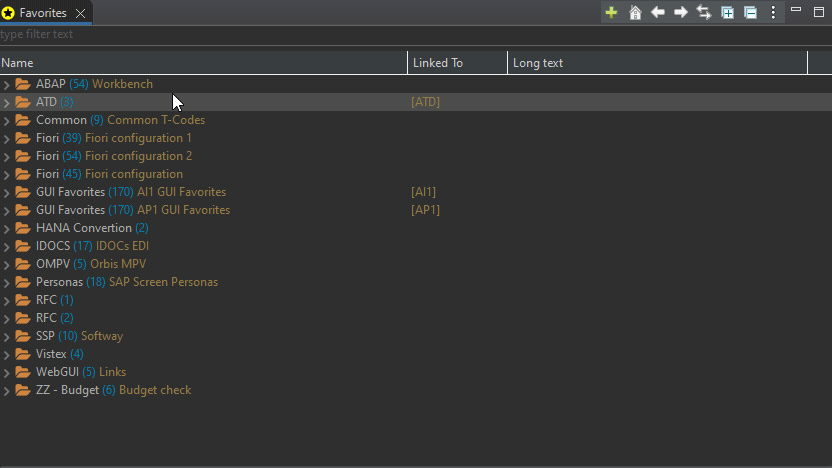 Favorites
type filter text
Name Linked To Long text
ABAP (54) Workbench
ATD (3) [ATD]
Common (9) Common T-Codes
Fiori (39) Fiori configuration 1
Fiori (54) Fiori configuration 2
Fiori (45) Fiori configuration
GUI Favorites (170) AI1 GUI Favorites [AI1]
GUI Favorites (170) AP1 GUI Favorites [AP1]
HANA Convertion (2)
IDOCS (17) IDOCs EDI
OMPV (5) Orbis MPV
Personas (18) SAP Screen Personas
RFC (1)
RFC (2)
SSP (10) Softway
Vistex (4)
WebGUI (5) Links
ZZ - Budget (6) Budget check